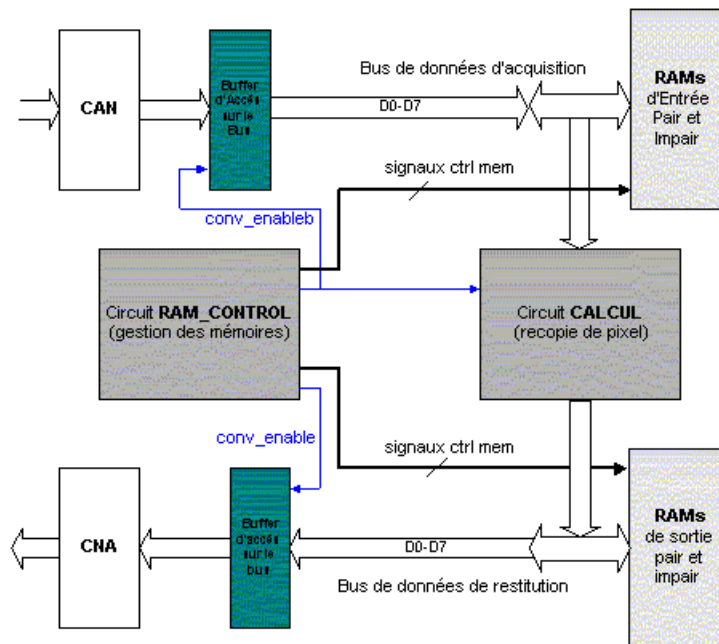 CAN
Buffer
d'Accès
sur le
Bus
Bus de données d'acquisition
D0-D7
RAMs
d'Entrée
Pair et
Impair
signaux ctrl mem
conv_enableb
Circuit RAM_CONTROL
(gestion des mémoires)
Circuit CALCUL
(recopie de pixel)
conv_enable
signaux ctrl mem
CNA
Buffer
d'accès
sur le
bus
D0-D7
Bus de données de restitution
RAMs
de sortie
pair et
impair